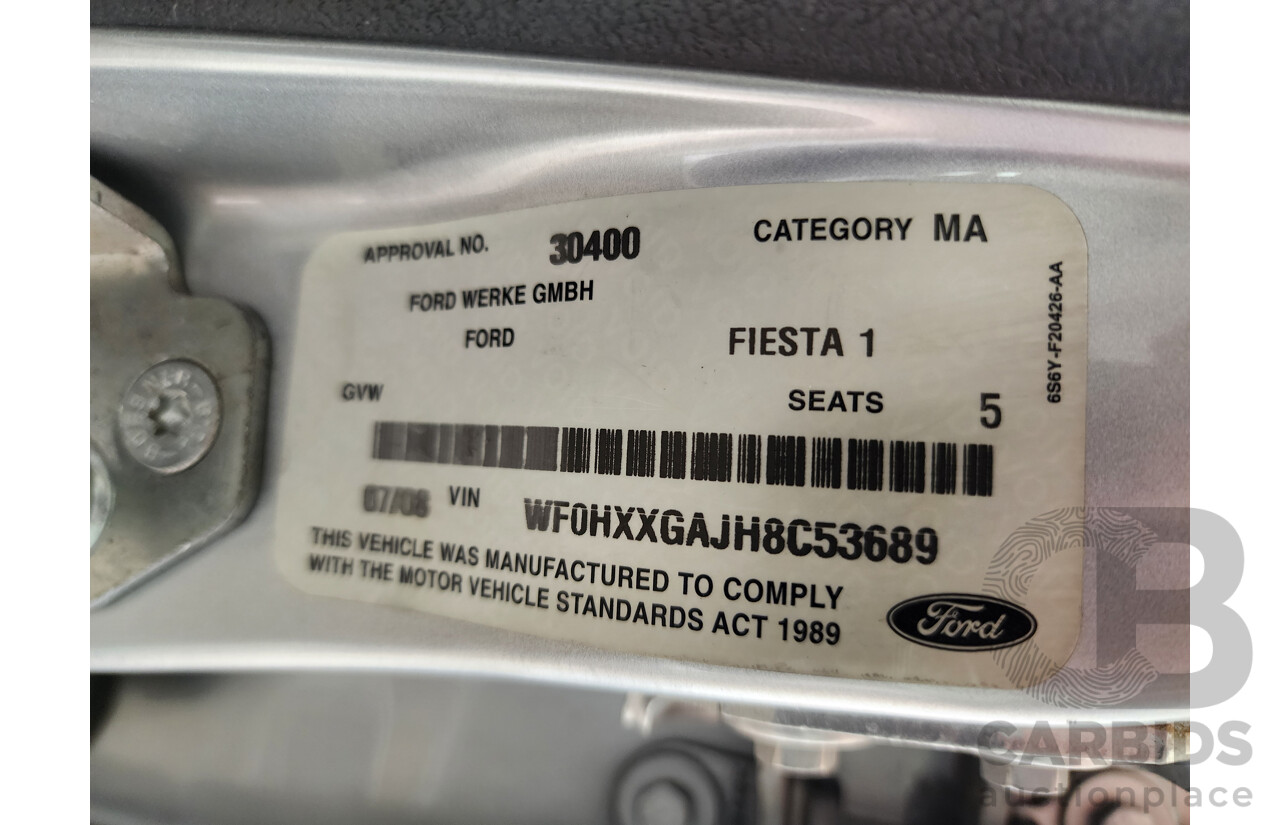 APPROVAL NO. 30400 CATEGORY MA
FORD WERKE GMBH
FORD FIESTA 1
GVW SEATS 5
6S6Y-F20426-AA
07/08 VIN WF0HXXGAJH8C53689
THIS VEHICLE WAS MANUFACTURED TO COMPLY
WITH THE MOTOR VEHICLE STANDARDS ACT 1989
Ford
CARBIDS
auctionplace